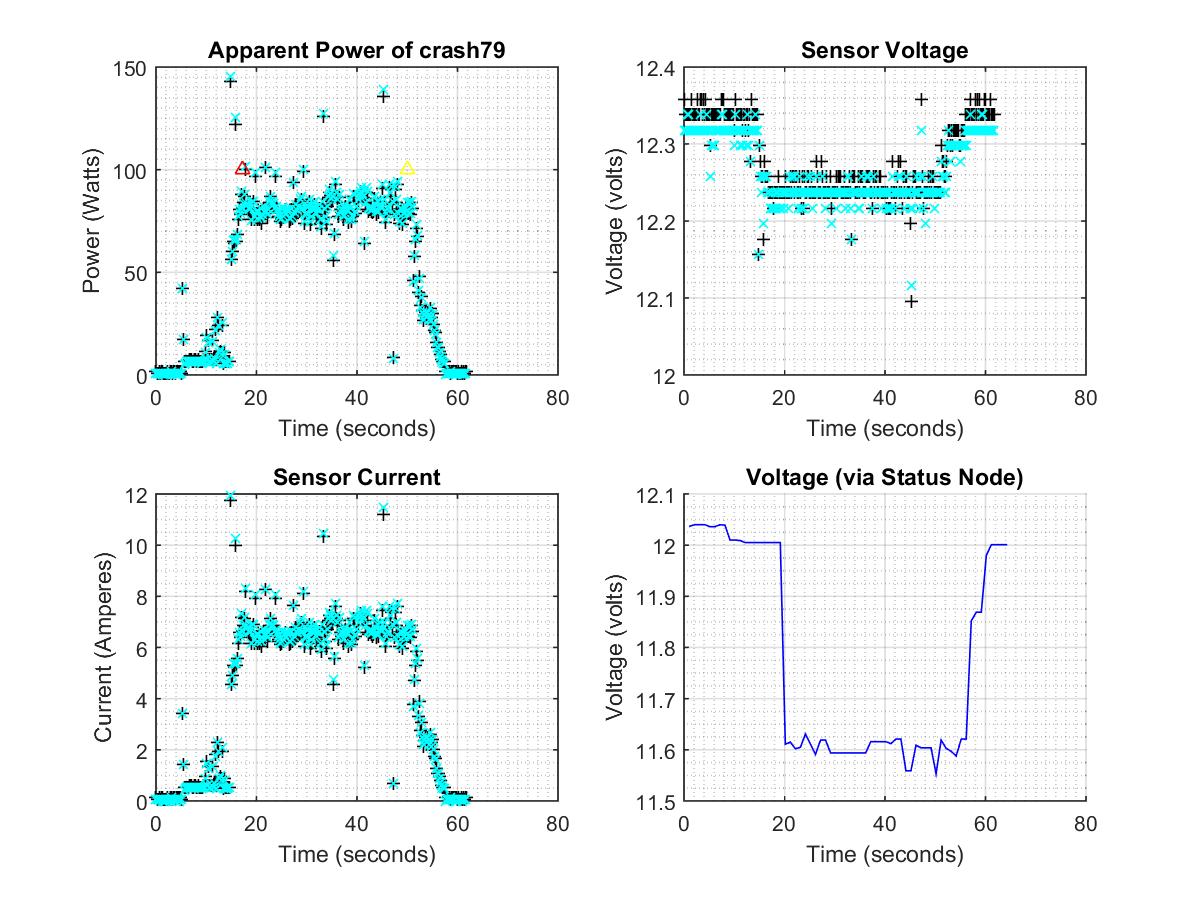 Apparent Power of crash79
150
100
50
0
0 20 40 60 80
Power (Watts)
Time (seconds)
Sensor Voltage
12.4
12.3
12.2
12.1
12
0 20 40 60 80
Voltage (volts)
Time (seconds)
Sensor Current
12
10
8
6
4
2
0
0 20 40 60 80
Current (Amperes)
Time (seconds)
Voltage (via Status Node)
12.1
12
11.9
11.8
11.7
11.6
11.5
0 20 40 60 80
Voltage (volts)
Time (seconds)